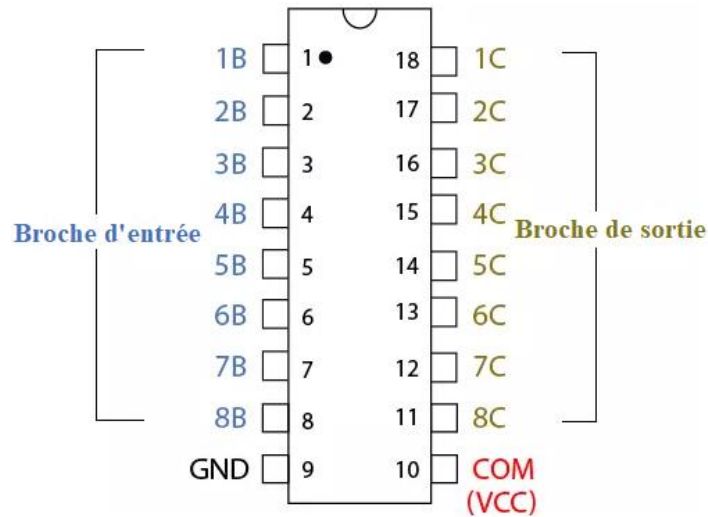 1B 1 18 1C
2B 2 17 2C
3B 3 16 3C
4B 4 15 4C
Broche d'entrée Broche de sortie
5B 5 14 5C
6B 6 13 6C
7B 7 12 7C
8B 8 11 8C
GND 9 10 COM
(VCC)